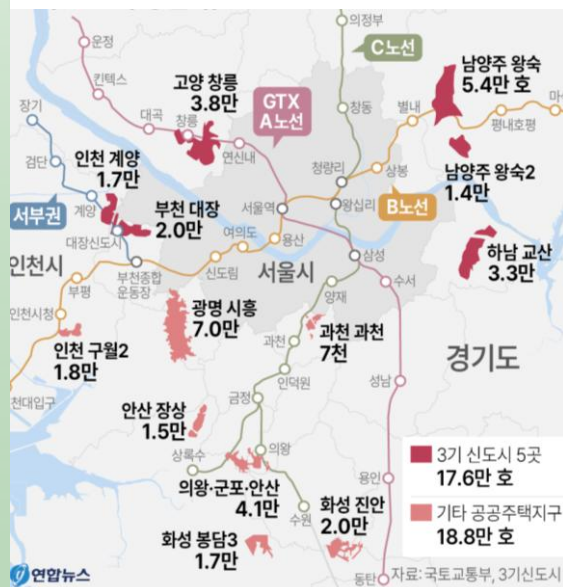 의정부
C노선
운정
킨텍스
고양 창릉
3.8만
남양주 왕숙
5.4만 호
GTX
A노선
장기
대곡
창릉
창동
별내
평내호평
마
연신내
검단
인천 계양
1.7만
청량리
상봉
남양주 왕숙2
1.4만
계양
부천 대장
2.0만
서울역
왕십리
B노선
서부권
대장신도시
여의도
용산
하남 교산
3.3만
인천시
부천종합
운동장
신도림
서울시
삼성
부평
수서
광명 시흥
7.0만
양재
인천시청
과천
과천 과천
7천
경기도
인천 구월2
1.8만
인덕원
천대입구
금정
성남
안산 장상
1.5만
의왕
3기 신도시 5곳
17.6만 호
상록수
의왕·군포·안산
4.1만
용인
수원
화성 진안
2.0만
기타 공공주택지구
18.8만 호
화성 봉담3
1.7만
연합뉴스
동탄
자료: 국토교통부, 3기신도시